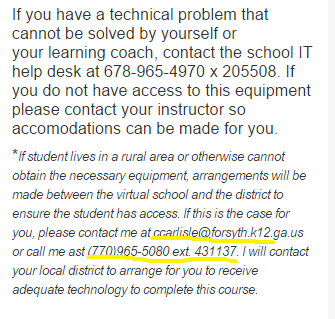 If you have a technical problem that
cannot be solved by yourself or
your learning coach, contact the school IT
help desk at 678-965-4970 x 205508. If
you do not have access to this equipment
please contact your instructor so
accomodations can be made for you.
*If student lives in a rural area or otherwise cannot
obtain the necessary equipment, arrangements will be
made between the virtual school and the district to
ensure the student has access. If this is the case for
you, please contact me at ccarlisle@forsyth.k12.ga.us
or call me ast (770)965-5080 ext. 431137. I will contact
your local district to arrange for you to receive
adequate technology to complete this course.